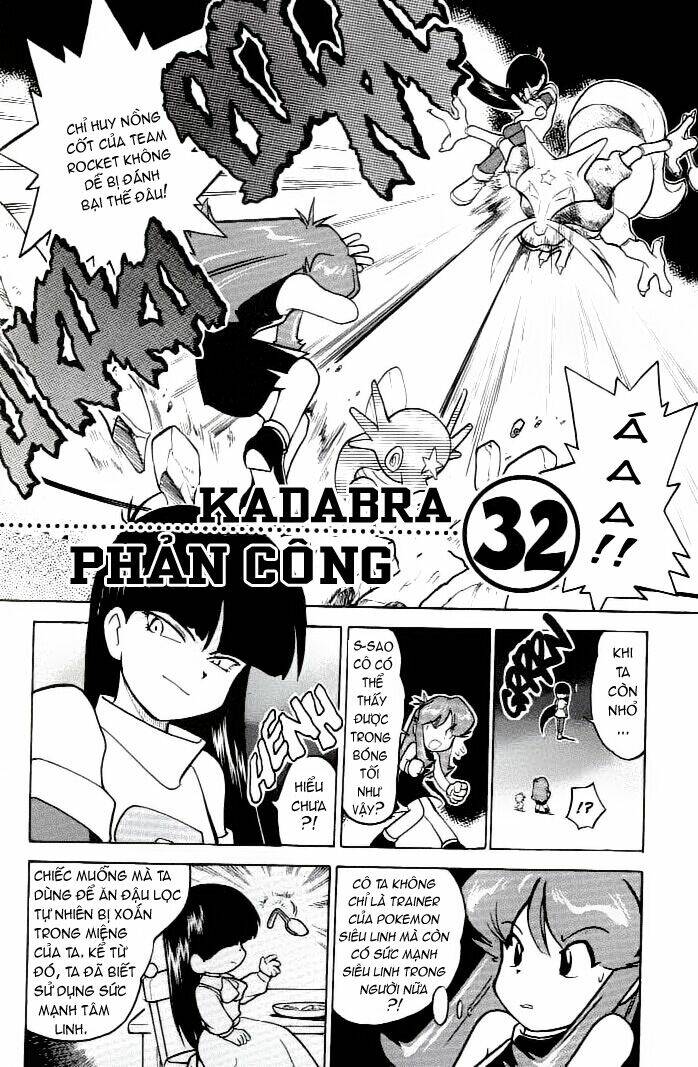 CHỈ HUY NỒNG
CỐT CỦA TEAM
ROCKET KHÔNG
DỄ BỊ ĐÁNH
BẠI THẾ ĐÂU!
Á
A
A
A
!!
KADABRA
PHẢN CÔNG
32
KHI
TA
CÒN
NHỎ
...
!?
S-SAO
CÔ CÓ
THỂ
THẤY
ĐƯỢC
TRONG
BÓNG
TỐI
NHƯ
VẬY?
HENH
HIỂU
CHƯA
?!
CÔ TA KHÔNG
CHỈ LÀ TRAINER
CỦA POKEMON
SIÊU LINH MÀ CÒN
CÓ SỨC MẠNH
SIÊU LINH TRONG
NGƯỜI NỮA
?!
CHIẾC MUỖNG MÀ TA
DÙNG ĐỂ ĂN ĐẬU LỌC
TỰ NHIÊN BỊ XOẮN
TRONG MIỆNG
CỦA TA. KỂ TỪ
ĐÓ, TA ĐÃ BIẾT
SỬ DỤNG SỨC
MẠNH TÂM
LINH.